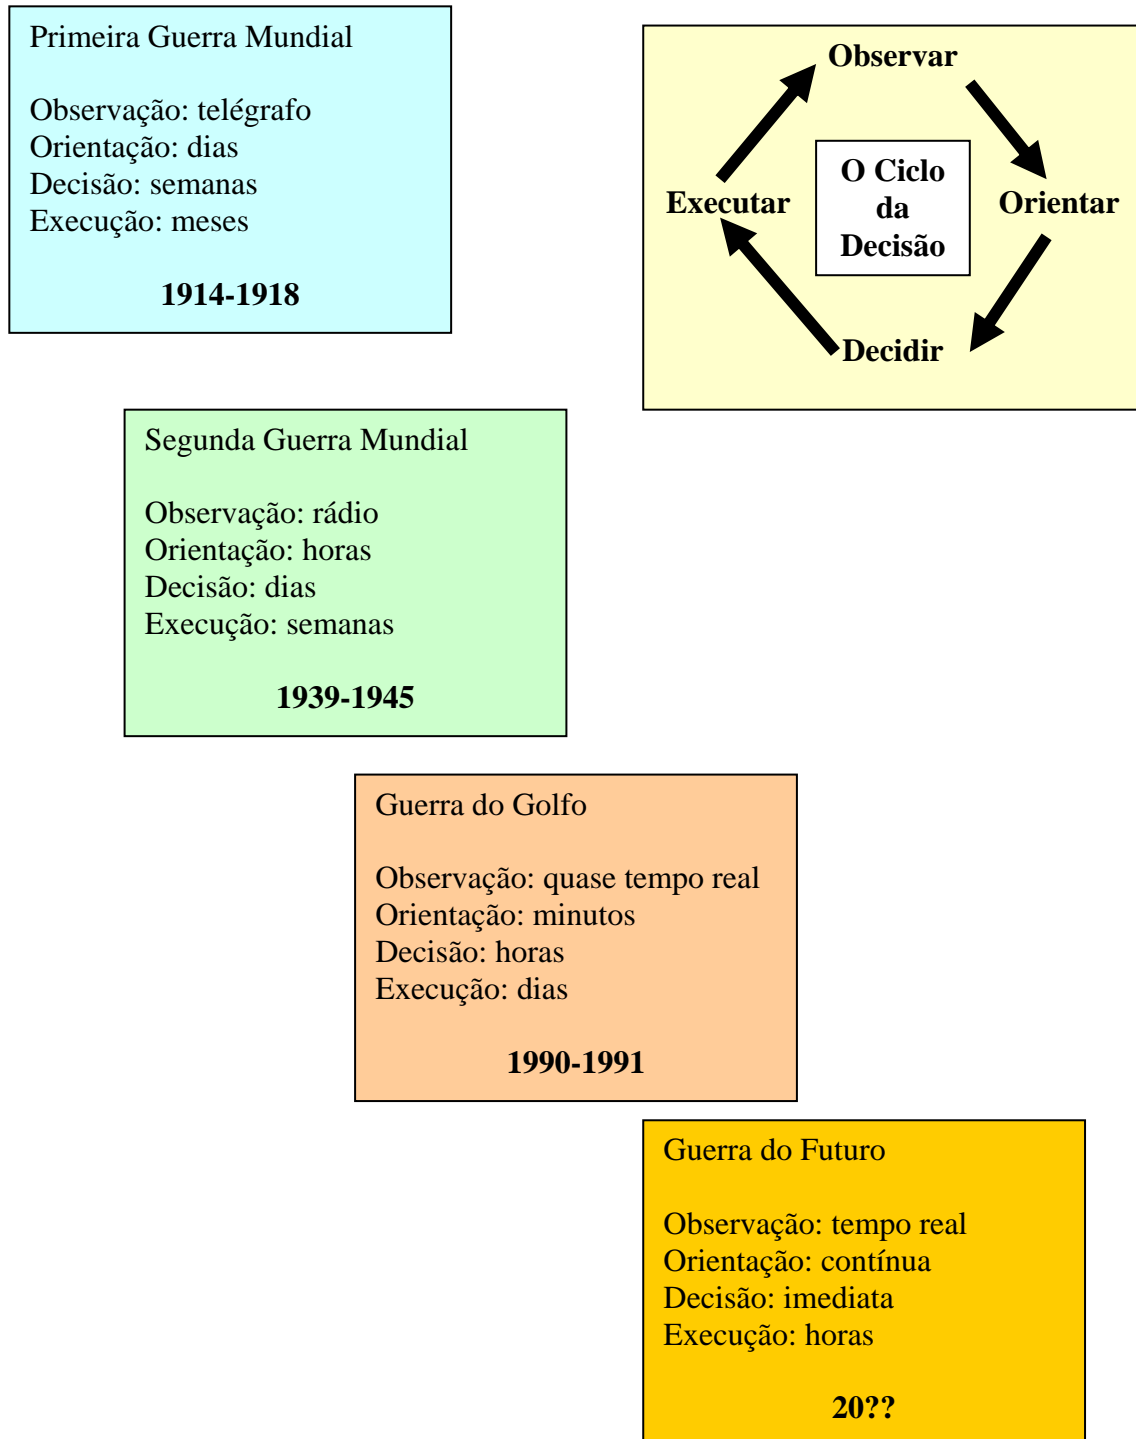 Primeira Guerra Mundial
Observação: telégrafo
Orientação: dias
Decisão: semanas
Execução: meses
1914-1918
Observar
O Ciclo
da
Decisão
Executar
Orientar
Decidir
Segunda Guerra Mundial
Observação: rádio
Orientação: horas
Decisão: dias
Execução: semanas
1939-1945
Guerra do Golfo
Observação: quase tempo real
Orientação: minutos
Decisão: horas
Execução: dias
1990-1991
Guerra do Futuro
Observação: tempo real
Orientação: contínua
Decisão: imediata
Execução: horas
20??